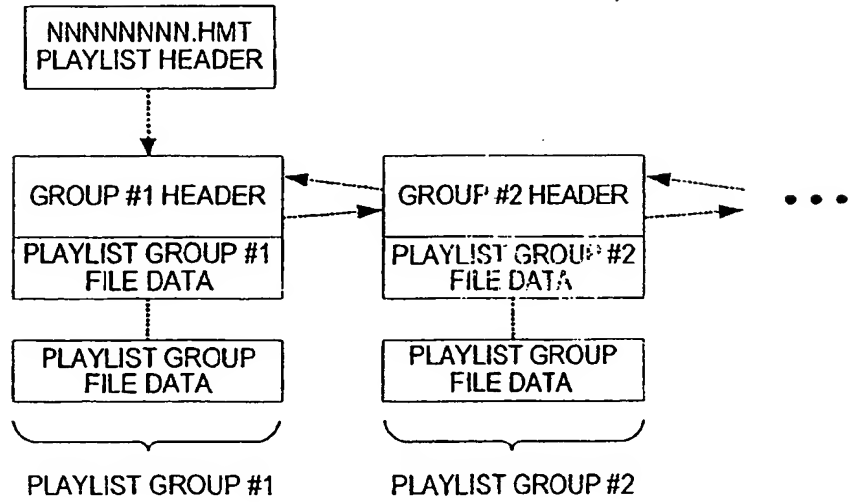 NNNNNNNN.HMT
PLAYLIST HEADER
GROUP #1 HEADER
GROUP #2 HEADER
PLAYLIST GROUP #1
FILE DATA
PLAYLIST GROUP #2
FILE DATA
PLAYLIST GROUP
FILE DATA
PLAYLIST GROUP
FILE DATA
PLAYLIST GROUP #1
PLAYLIST GROUP #2